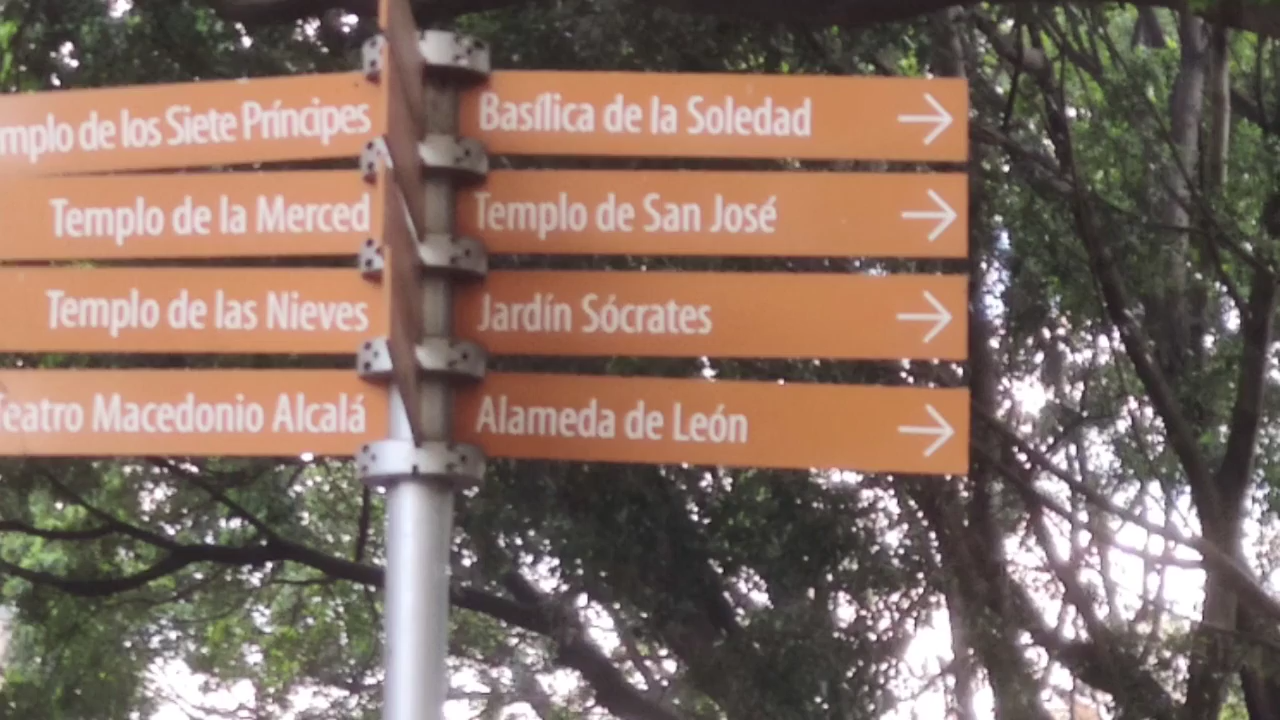 mplo de los Siete Príncipes
Templo de la Merced
Templo de las Nieves
Teatro Macedonio Alcalá
Basílica de la Soledad
Templo de San José
Jardín Sócrates
Alameda de León